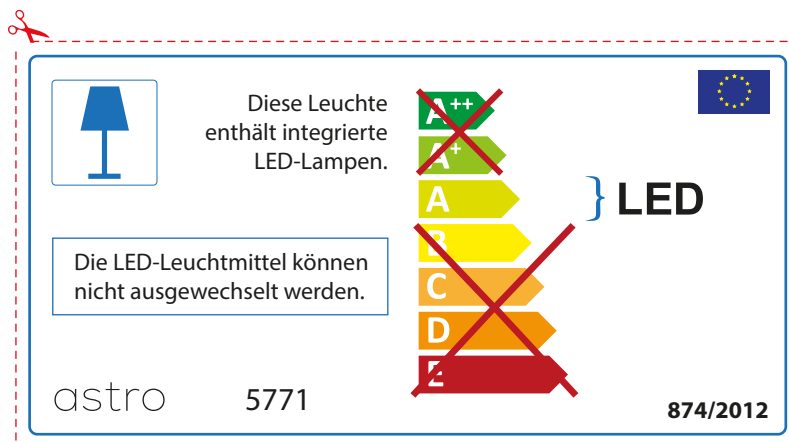 Diese Leuchte
enthält integrierte
LED-Lampen.
Die LED-Leuchtmittel können
nicht ausgewechselt werden.
astro
5771
A++
A+
A
B
C
D
E
LED
874/2012